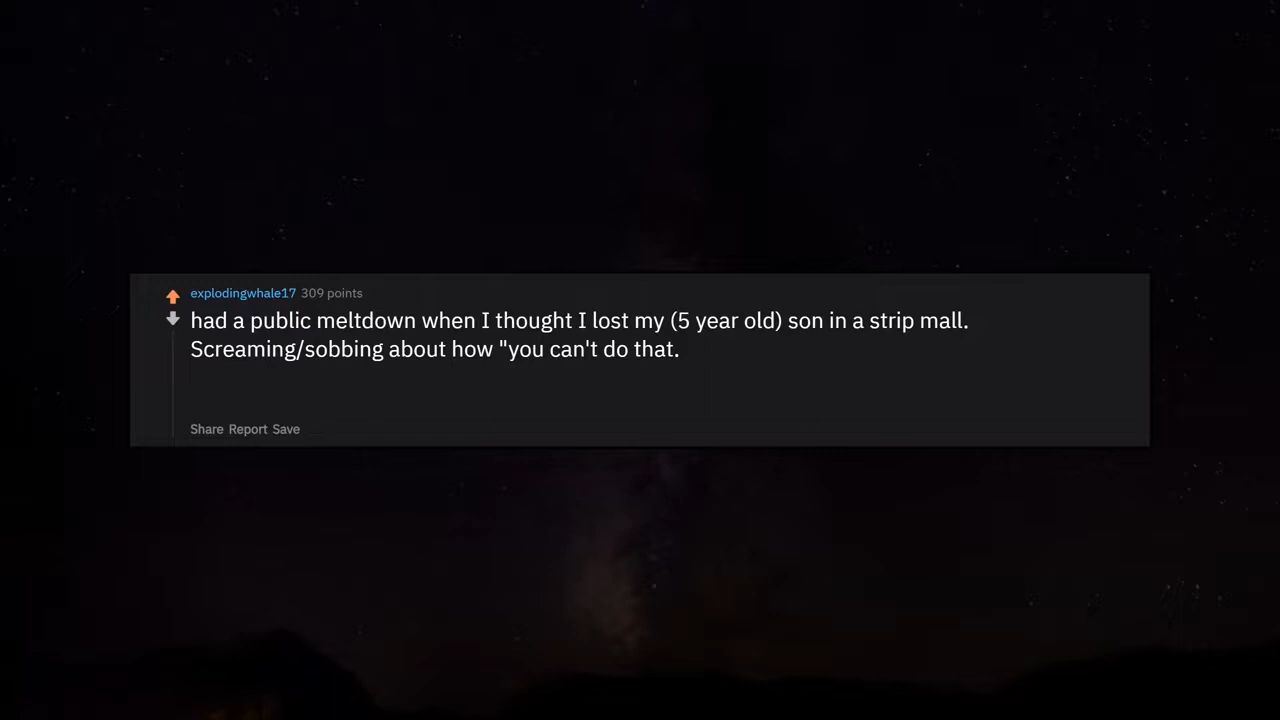 explodingwhale17 309 points
had a public meltdown when I thought I lost my (5 year old) son in a strip mall.
Screaming/sobbing about how "you can't do that.
Share Report Save